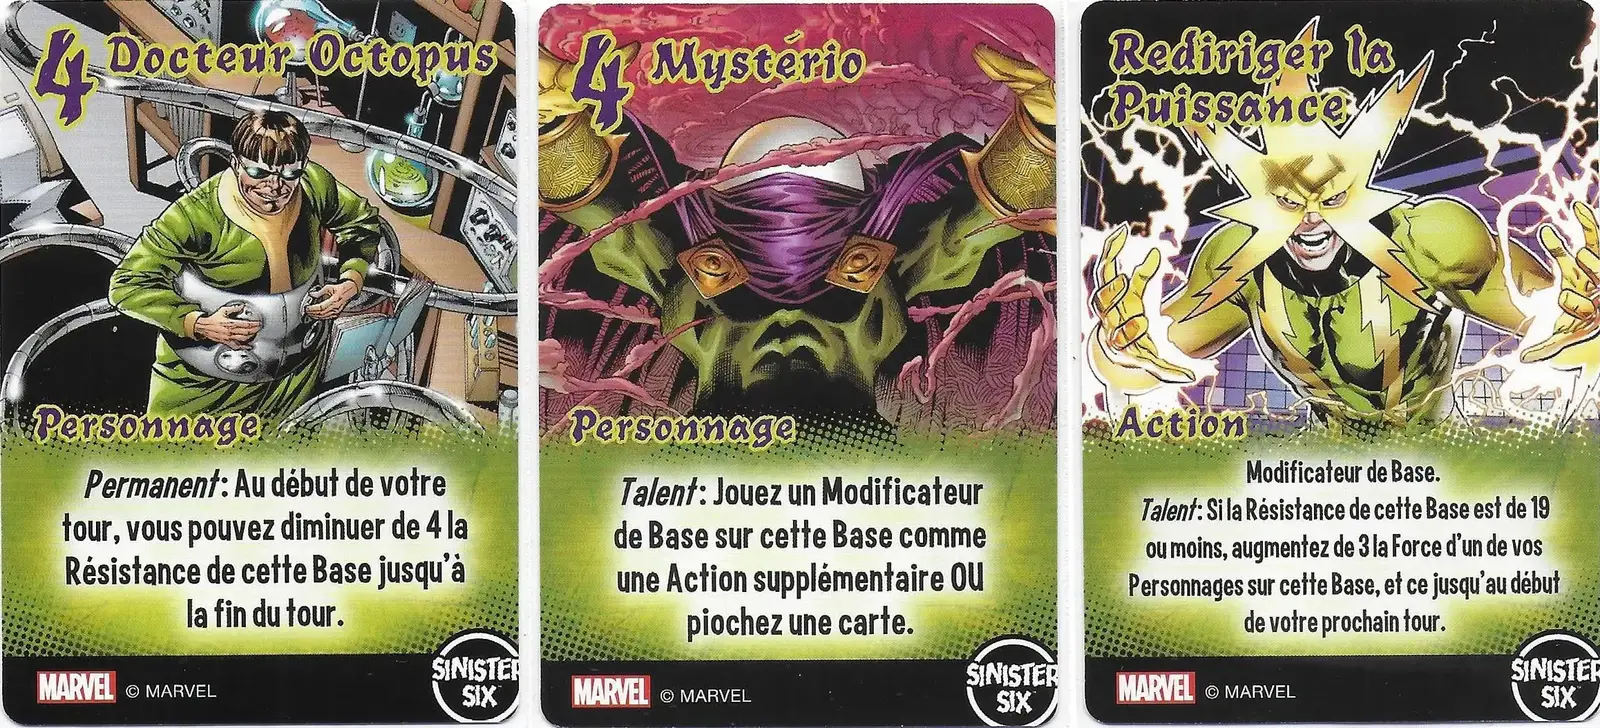 4 Docteur Octopus
Personnage
Permanent : Au début de votre
tour, vous pouvez diminuer de 4 la
Résistance de cette Base jusqu'à
la fin du tour.
MARVEL © MARVEL
SINISTER
SIX
4 Mystério
Personnage
Talent : Jouez un Modificateur
de Base sur cette Base comme
une Action supplémentaire OU
piochez une carte.
MARVEL © MARVEL
SINISTER
SIX
Rediriger la
Puissance
Action
Modificateur de Base.
Talent : Si la Résistance de cette Base est de 19
ou moins, augmentez de 3 la Force d'un de vos
Personnages sur cette Base, et ce jusqu'au début
de votre prochain tour.
MARVEL © MARVEL
SINISTER
SIX